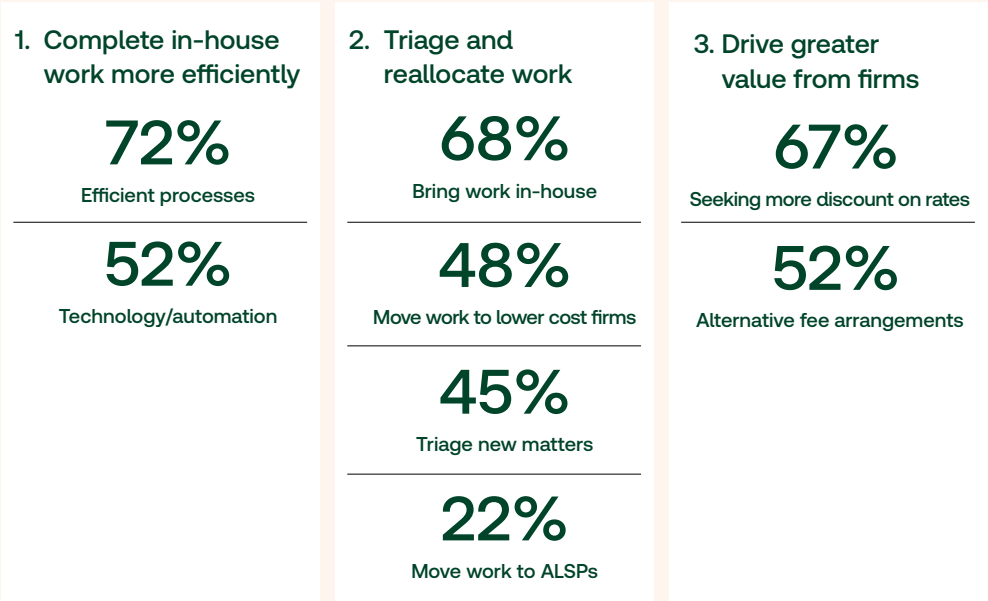 1. Complete in-house
work more efficiently
72%
Efficient processes
52%
Technology/automation
2. Triage and
reallocate work
68%
Bring work in-house
48%
Move work to lower cost firms
45%
Triage new matters
22%
Move work to ALSPs
3. Drive greater
value from firms
67%
Seeking more discount on rates
52%
Alternative fee arrangements